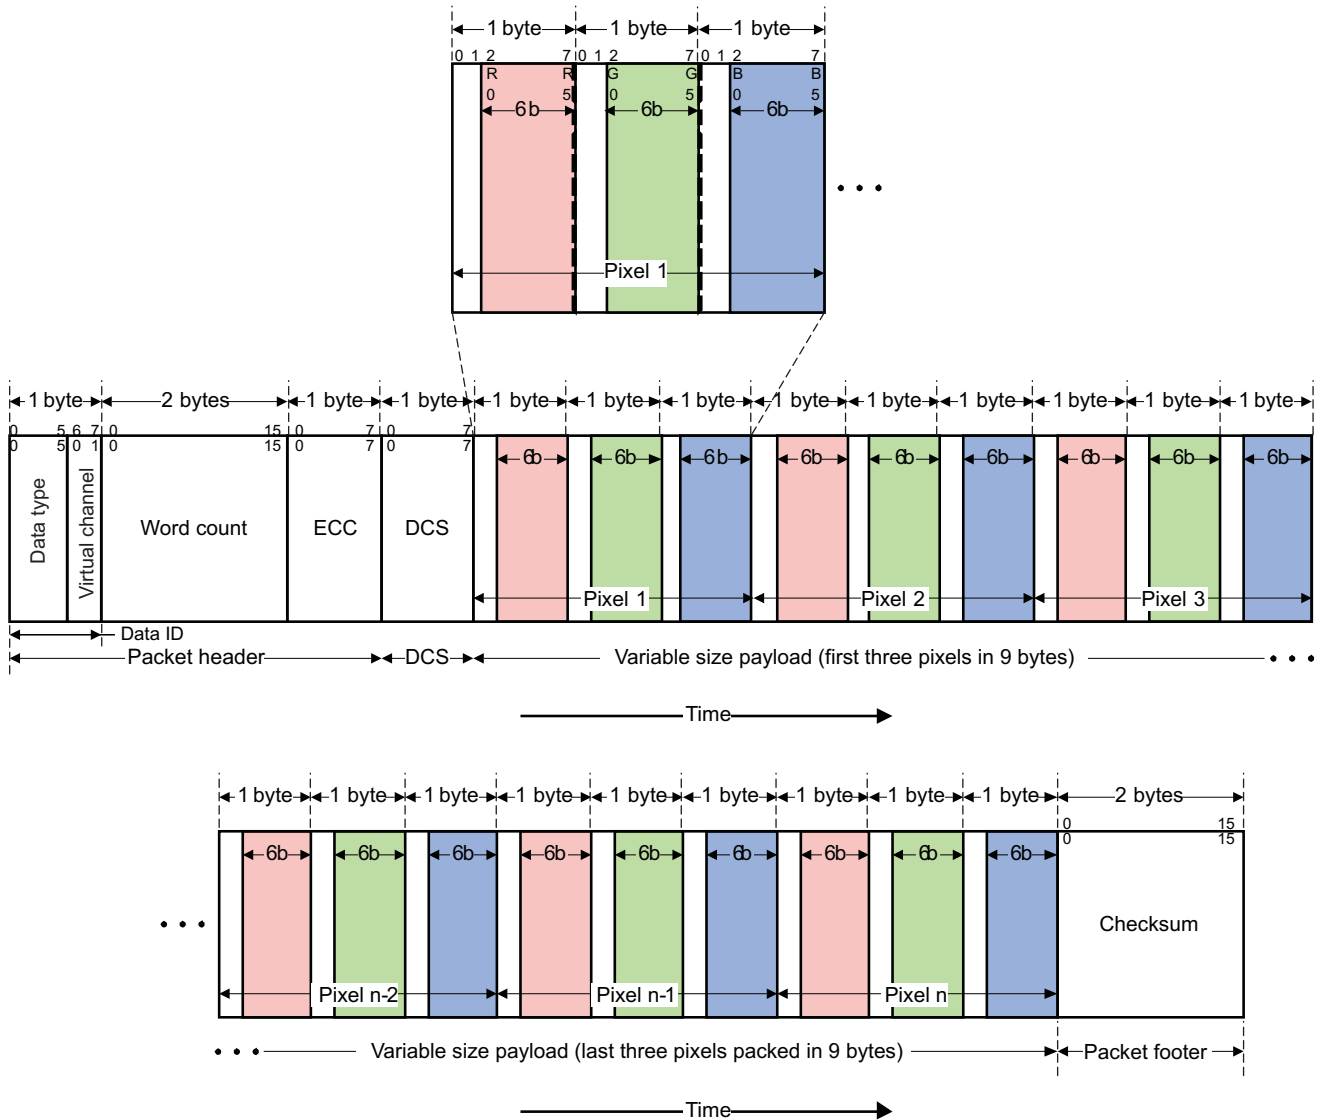 1 byte 1 byte 1 byte
0 1 2 7 0 1 2 7 0 1 2 7
R R G G B B
0 5 0 5 0 5
6b 6b 6b
Pixel 1
1 byte 2 bytes 1 byte 1 byte 1 byte 1 byte 1 byte 1 byte 1 byte 1 byte 1 byte 1 byte 1 byte
0 5 6 7 0 15 0 7 0 7
0 5 0 1 0 15 0 7 0 7
6b 6b 6b 6b 6b 6b 6b 6b 6b
Data type
Virtual channel
Word count ECC DCS
Pixel 1 Pixel 2 Pixel 3
Data ID
Packet header DCS Variable size payload (first three pixels in 9 bytes)
Time
1 byte 1 byte 1 byte 1 byte 1 byte 1 byte 1 byte 1 byte 1 byte 2 bytes
0 15
0 15
6b 6b 6b 6b 6b 6b 6b 6b 6b
Checksum
Pixel n-2 Pixel n-1 Pixel n
Variable size payload (last three pixels packed in 9 bytes) Packet footer
Time